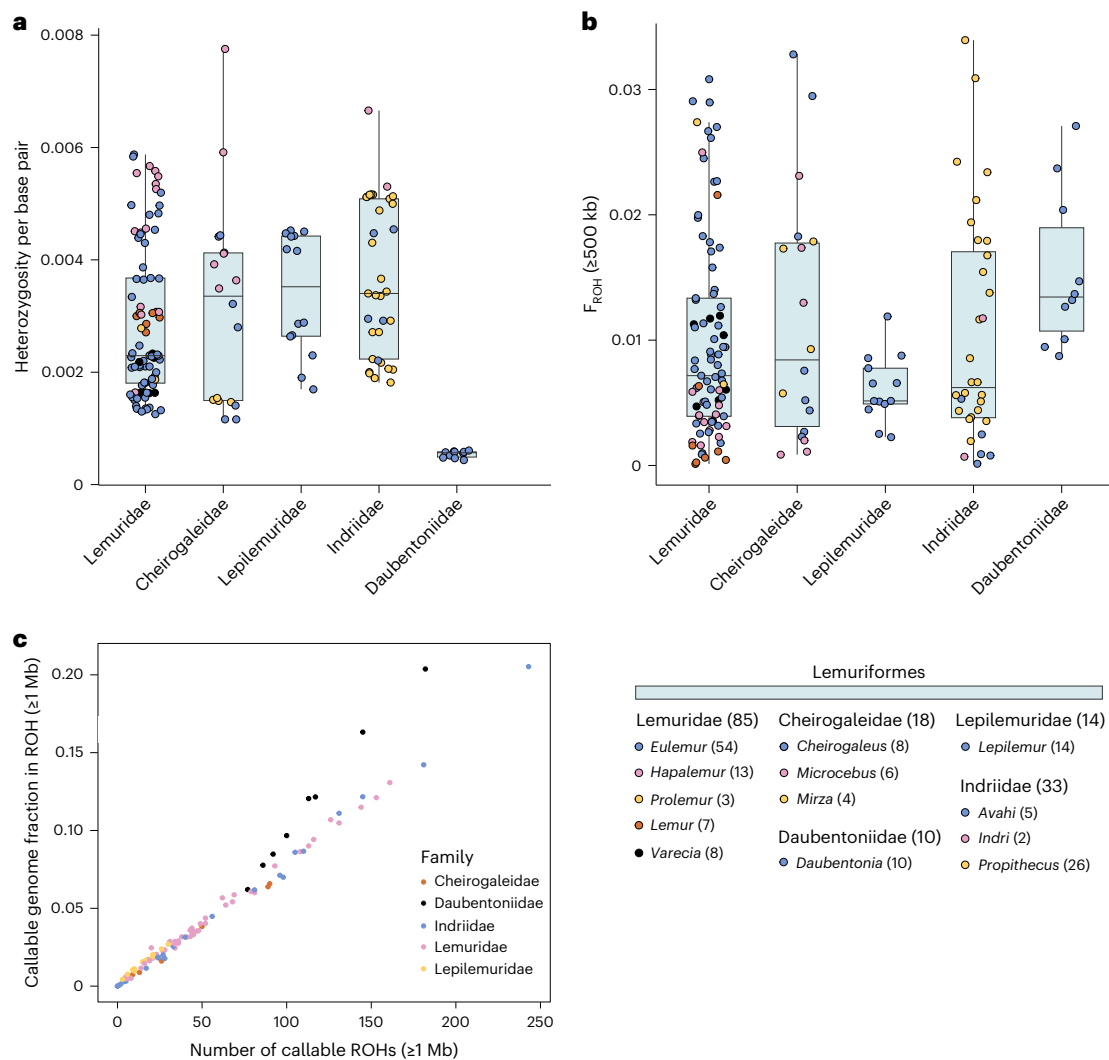 a
Heterozygosity per base pair
0.008
0.006
0.004
0.002
0
Lemuridae
Cheirogaleidae
Lepilemuridae
Indriidae
Daubentoniidae
b
F_ROH (≥500 kb)
0.03
0.02
0.01
0
Lemuridae
Cheirogaleidae
Lepilemuridae
Indriidae
Daubentoniidae
c
Callable genome fraction in ROH (≥1 Mb)
0.20
0.15
0.10
0.05
0
0 50 100 150 200 250
Number of callable ROHs (≥1 Mb)
Family
Cheirogaleidae
Daubentoniidae
Indriidae
Lemuridae
Lepilemuridae
Lemuriformes
Lemuridae (85)
Eulemur (54)
Hapalemur (13)
Prolemur (3)
Lemur (7)
Varecia (8)
Cheirogaleidae (18)
Cheirogaleus (8)
Microcebus (6)
Mirza (4)
Daubentoniidae (10)
Daubentonia (10)
Lepilemuridae (14)
Lepilemur (14)
Indriidae (33)
Avahi (5)
Indri (2)
Propithecus (26)